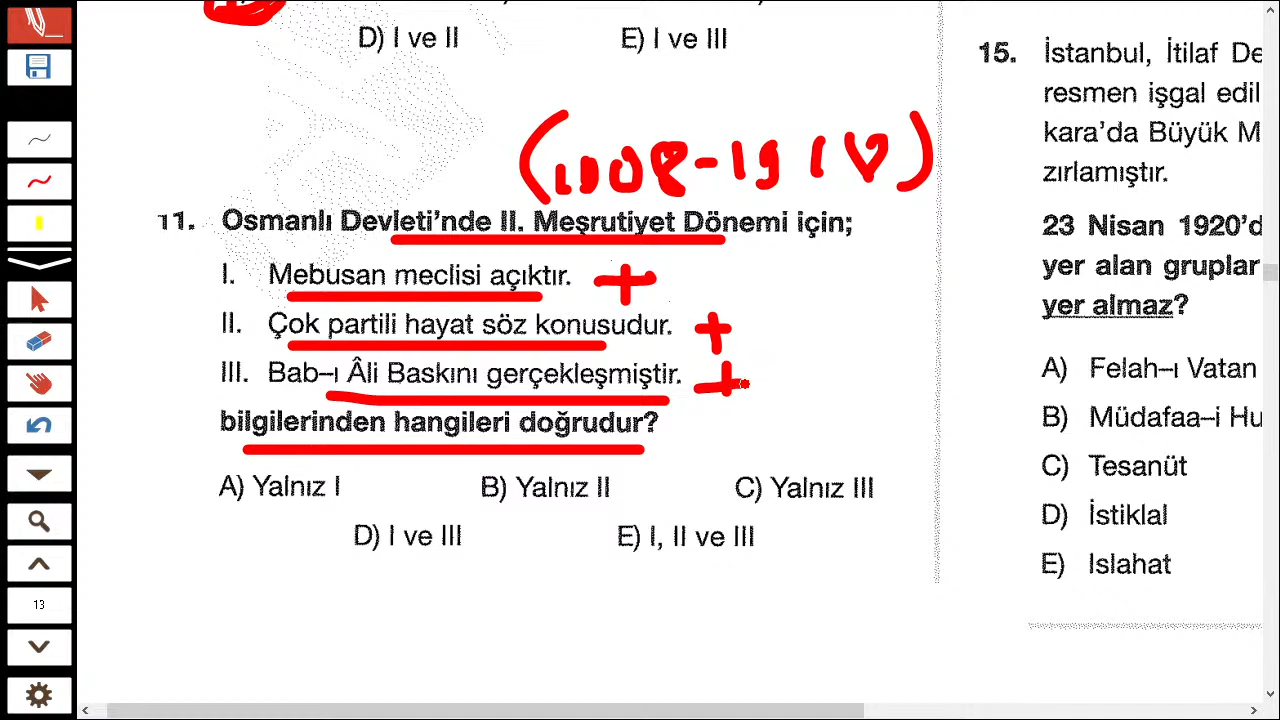 D) I ve II E) I ve III
(1908-1918)
11. Osmanlı Devleti’nde II. Meşrutiyet Dönemi için;
I. Mebusan meclisi açıktır. +
II. Çok partili hayat söz konusudur. +
III. Bab–ı Âli Baskını gerçekleşmiştir. +
bilgilerinden hangileri doğrudur?
A) Yalnız I B) Yalnız II C) Yalnız III
D) I ve III E) I, II ve III
15. İstanbul, İtilaf De
resmen işgal edil
kara’da Büyük M
zırlamıştır.
23 Nisan 1920’d
yer alan gruplar
yer almaz?
A) Felah–ı Vatan
B) Müdafaa–i Hu
C) Tesanüt
D) İstiklal
E) Islahat
13